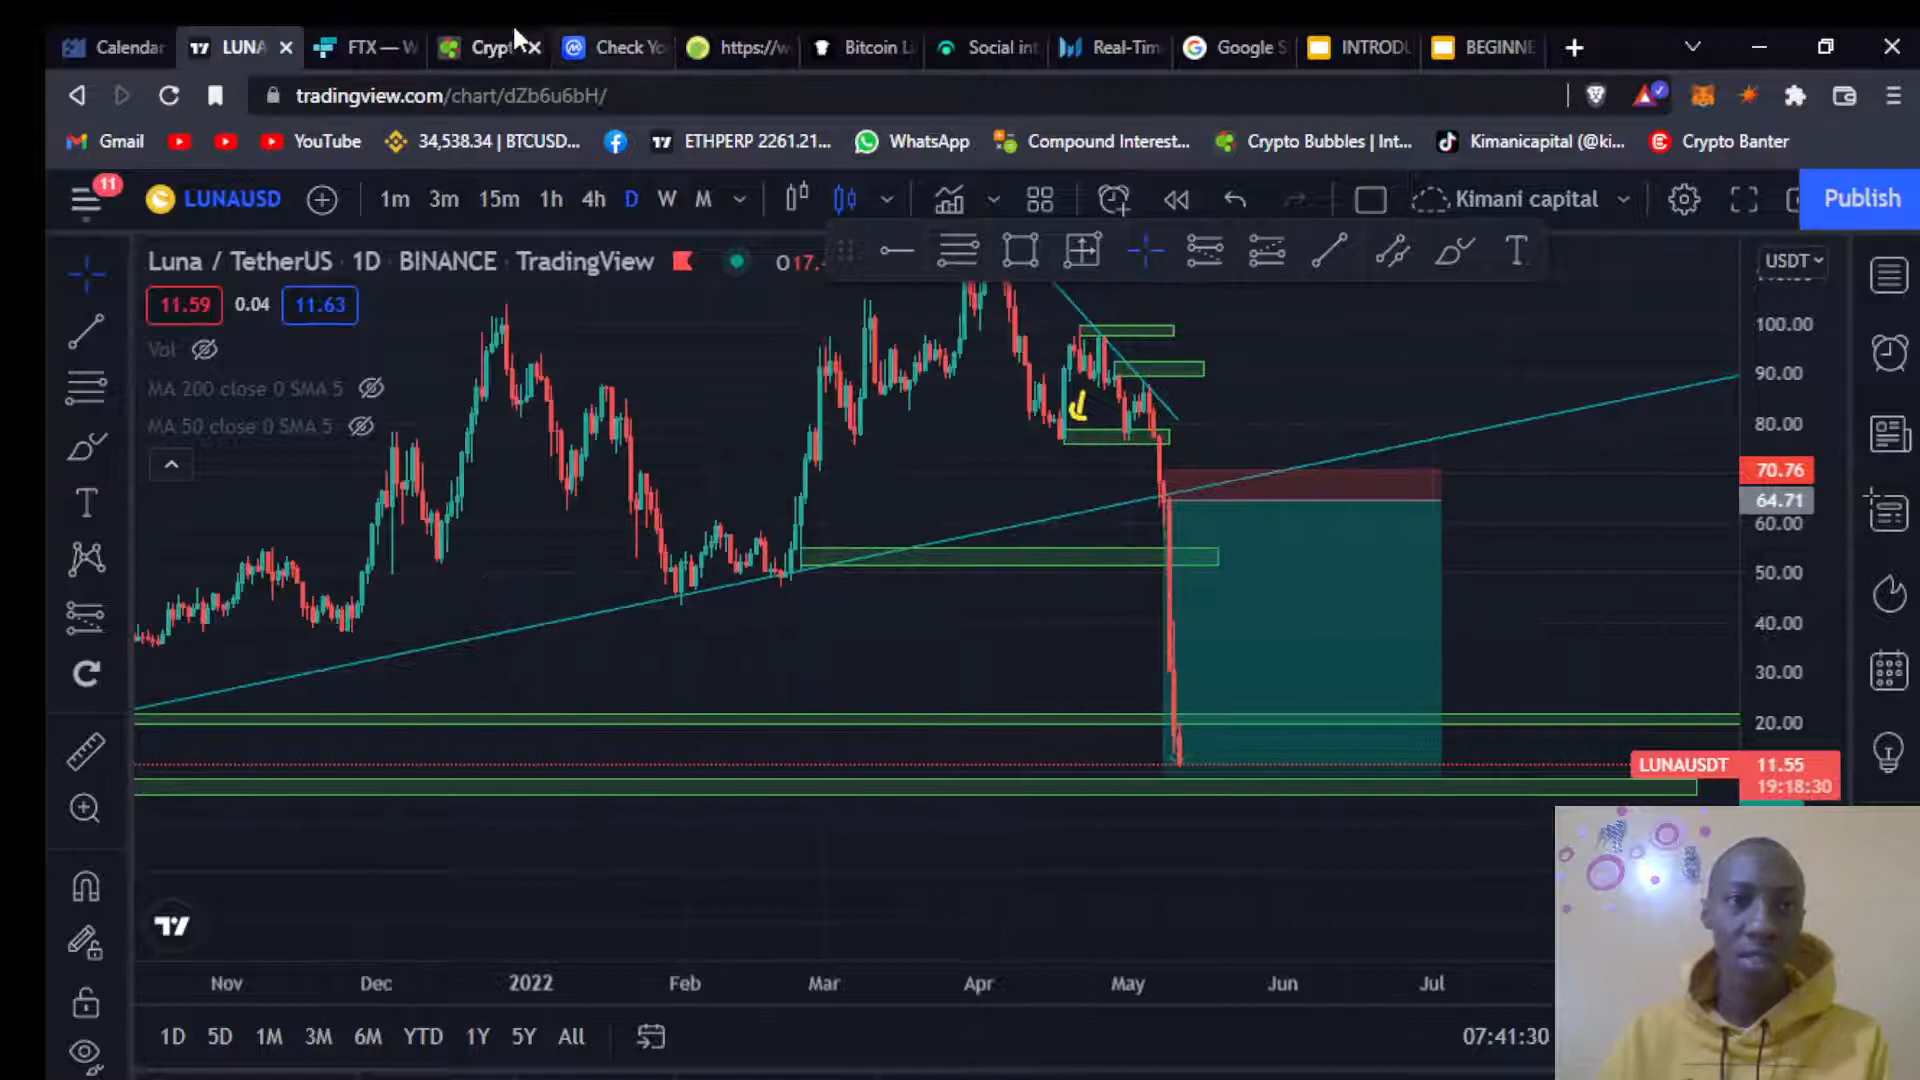 Calendar
LUNA
FTX — W
Crypt
Check Yo
https://w
Bitcoin Li
Social int
Real-Tim
Google S
INTRODU
BEGINNE
tradingview.com/chart/dZb6u6bH/
Gmail
YouTube
34,538.34 | BTCUSD...
ETHPERP 2261.21...
WhatsApp
Compound Interest...
Crypto Bubbles | Int...
Kimanicapital (@ki...
Crypto Banter
11
LUNAUSD
1m 3m 15m 1h 4h D W M
Kimani capital
Publish
Luna / TetherUS · 1D · BINANCE · TradingView
O17.4
USDT
11.59 0.04 11.63
Vol
MA 200 close 0 SMA 5
MA 50 close 0 SMA 5
100.00
90.00
80.00
70.76
64.71
60.00
50.00
40.00
30.00
20.00
LUNAUSDT 11.55
19:18:30
Nov Dec 2022 Feb Mar Apr May Jun Jul
1D 5D 1M 3M 6M YTD 1Y 5Y All
07:41:30